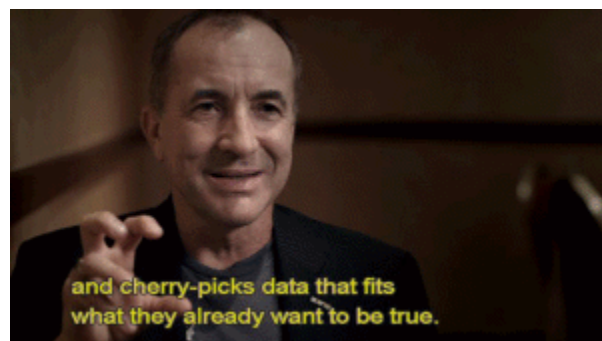 and cherry-picks data that fits
what they already want to be true.